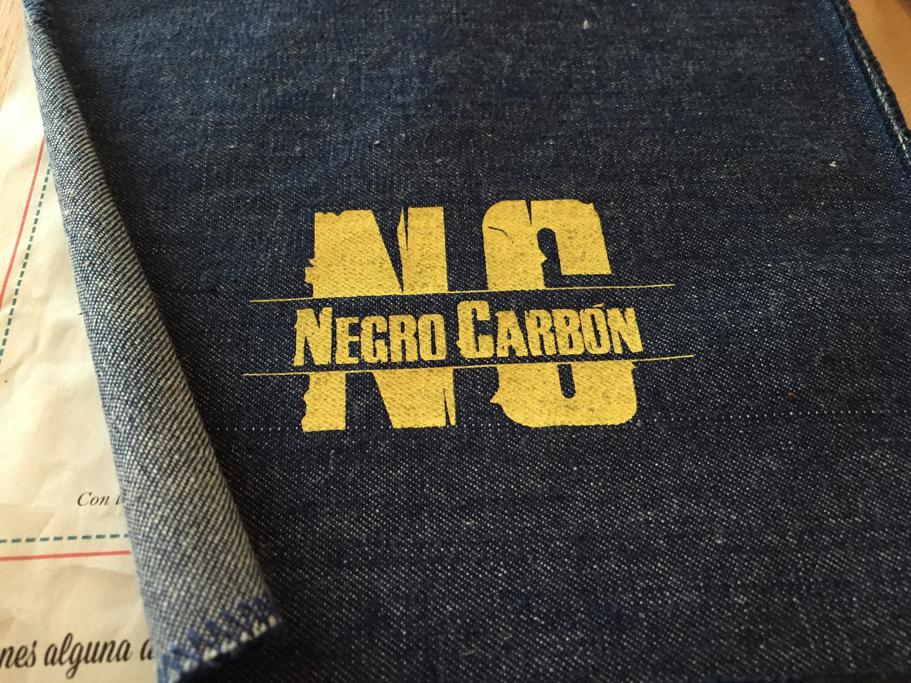 NC
NEGRO CARBÓN
Con
nes alguna